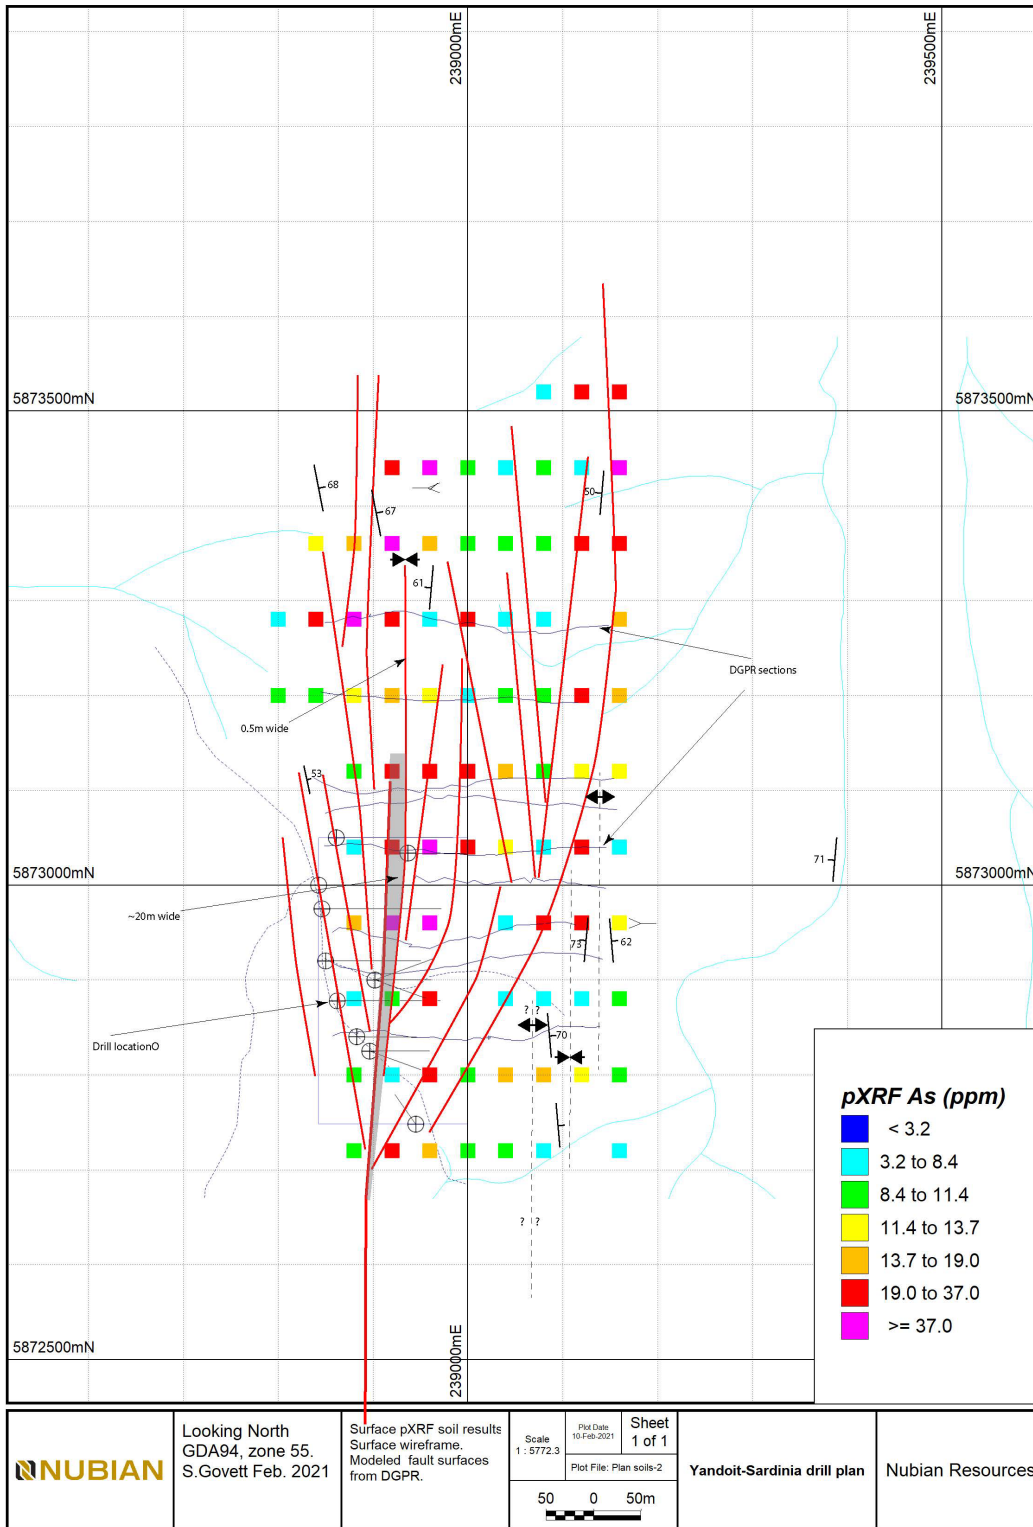 239000mE
239500mE
5873500mN
5873500mN
68
67
50
61
DGPR sections
0.5m wide
53
71
5873000mN
5873000mN
~20m wide
73
62
? ?
70
Drill locationO
? ?
pXRF As (ppm)
< 3.2
3.2 to 8.4
8.4 to 11.4
11.4 to 13.7
13.7 to 19.0
19.0 to 37.0
>= 37.0
239000mE
5872500mN
NUBIAN
Looking North
GDA94, zone 55.
S.Govett Feb. 2021
Surface pXRF soil results
Surface wireframe.
Modeled fault surfaces
from DGPR.
Scale
1 : 5772.3
Plot Date
10-Feb-2021
Sheet
1 of 1
Plot File: Plan soils-2
50 0 50m
Yandoit-Sardinia drill plan
Nubian Resources